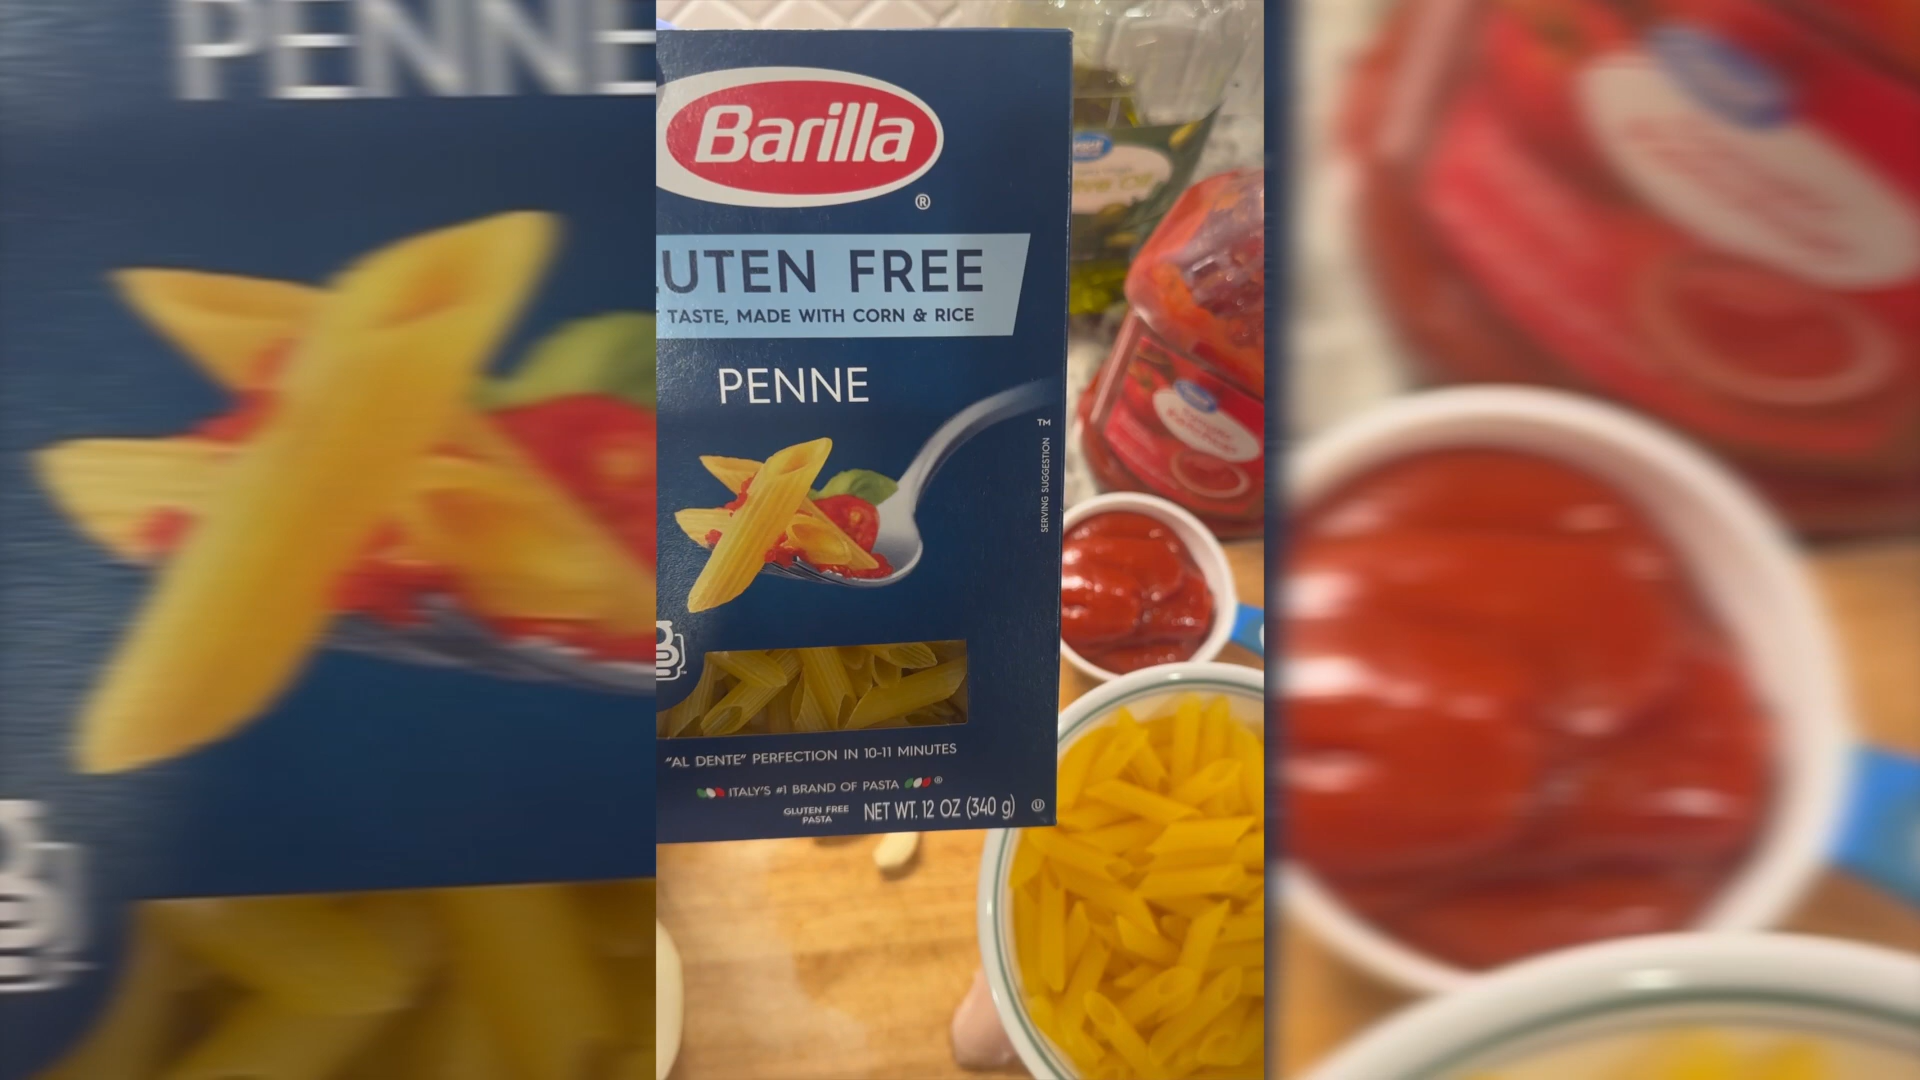 PENNE
Barilla
®
LUTEN FREE
TASTE, MADE WITH CORN & RICE
PENNE
TM
SERVING SUGGESTION
"AL DENTE" PERFECTION IN 10-11 MINUTES
ITALY'S #1 BRAND OF PASTA ®
GLUTEN FREE
PASTA
NET WT. 12 OZ (340 g)